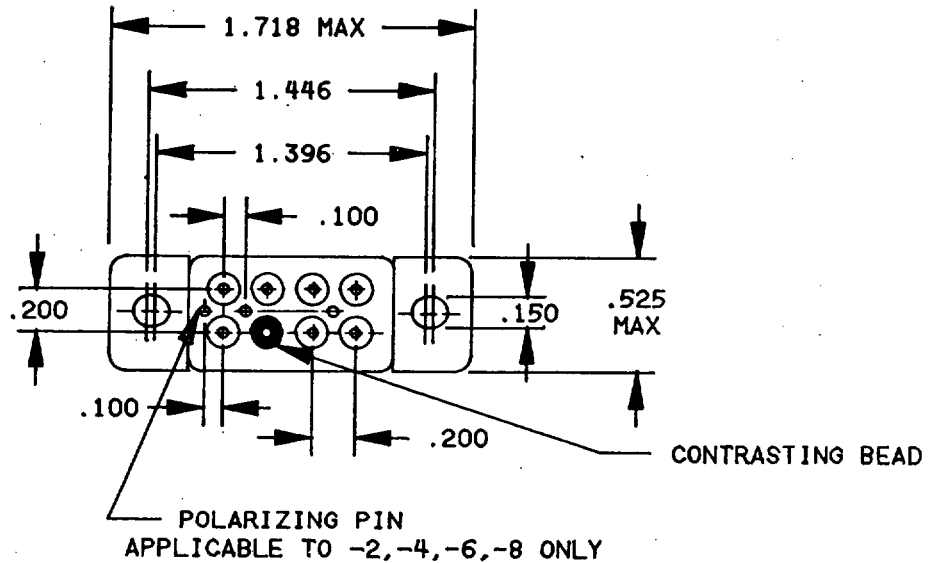 1.718 MAX
1.446
1.396
.100
.200
.150
.525
MAX
.100
.200
CONTRASTING BEAD
POLARIZING PIN
APPLICABLE TO -2,-4,-6,-8 ONLY